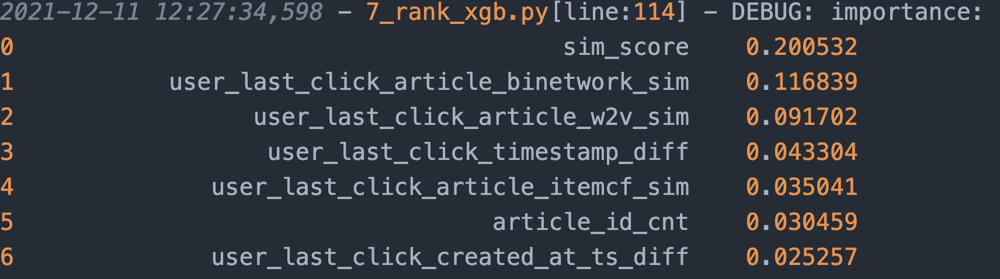 2021-12-11 12:27:34,598 - 7_rank_xgb.py[line:114] - DEBUG: importance:
0 sim_score 0.200532
1 user_last_click_article_binetwork_sim 0.116839
2 user_last_click_article_w2v_sim 0.091702
3 user_last_click_timestamp_diff 0.043304
4 user_last_click_article_itemcf_sim 0.035041
5 article_id_cnt 0.030459
6 user_last_click_created_at_ts_diff 0.025257